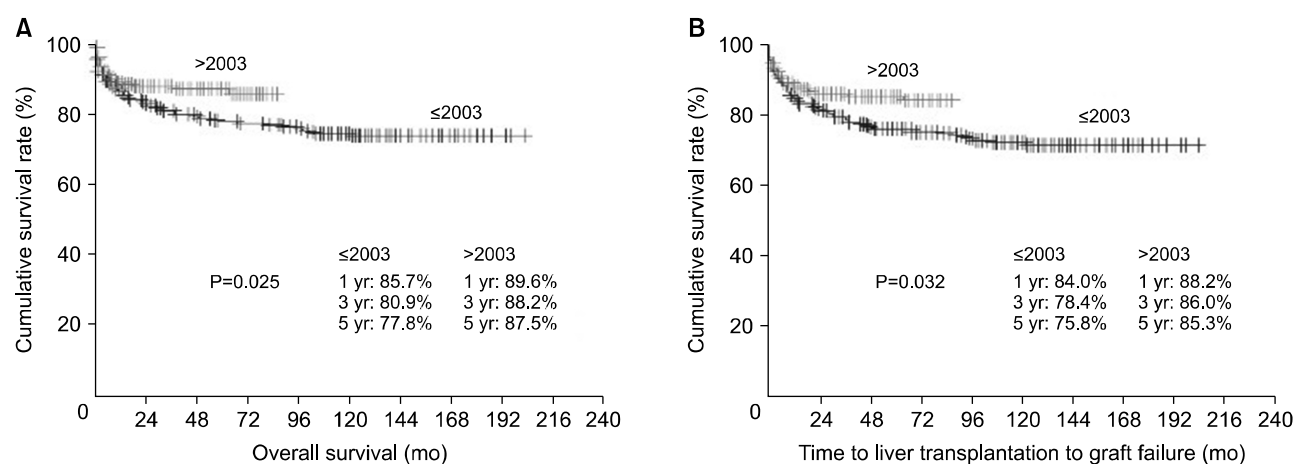 A
Cumulative survival rate (%)
100
80
60
40
20
0
>2003
≤2003
P=0.025
≤2003 >2003
1 yr: 85.7% 1 yr: 89.6%
3 yr: 80.9% 3 yr: 88.2%
5 yr: 77.8% 5 yr: 87.5%
24 48 72 96 120 144 168 192 216 240
Overall survival (mo)
B
Cumulative survival rate (%)
100
80
60
40
20
0
>2003
≤2003
P=0.032
≤2003 >2003
1 yr: 84.0% 1 yr: 88.2%
3 yr: 78.4% 3 yr: 86.0%
5 yr: 75.8% 5 yr: 85.3%
24 48 72 96 120 144 168 192 216 240
Time to liver transplantation to graft failure (mo)